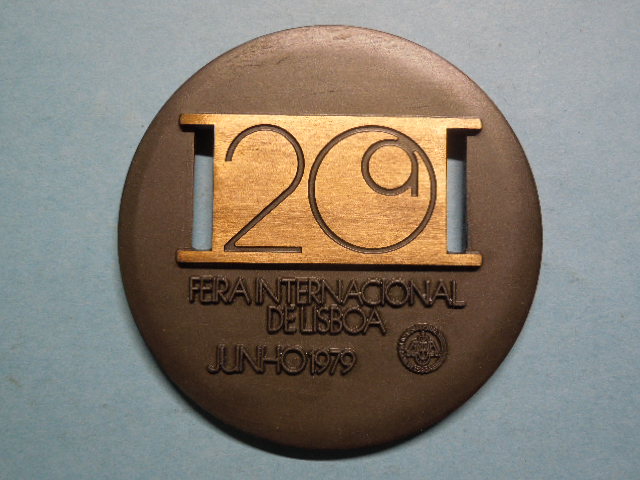 20a
FEIRA INTERNACIONAL
DE LISBOA
JUNHO 1979